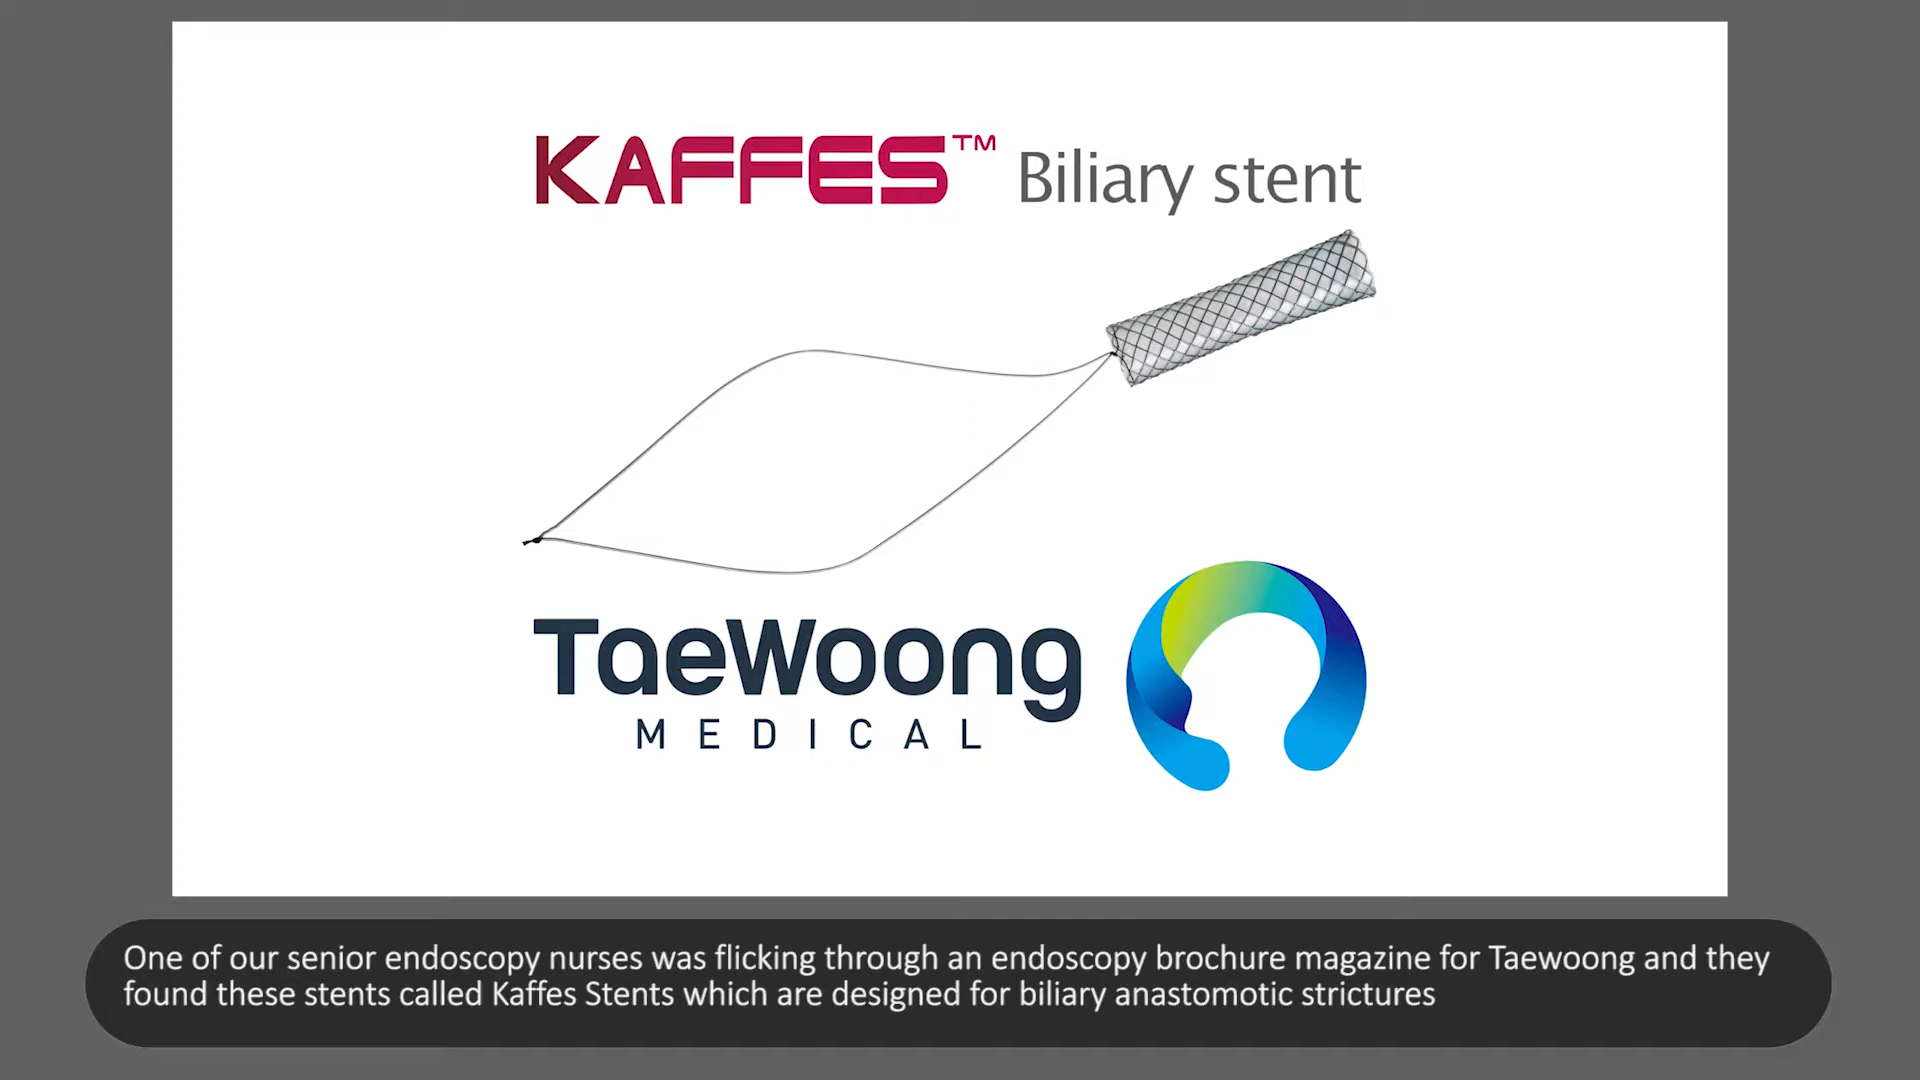 KAFFES™ Biliary stent
TaeWoong
MEDICAL
One of our senior endoscopy nurses was flicking through an endoscopy brochure magazine for Taewoong and they
found these stents called Kaffes Stents which are designed for biliary anastomotic strictures